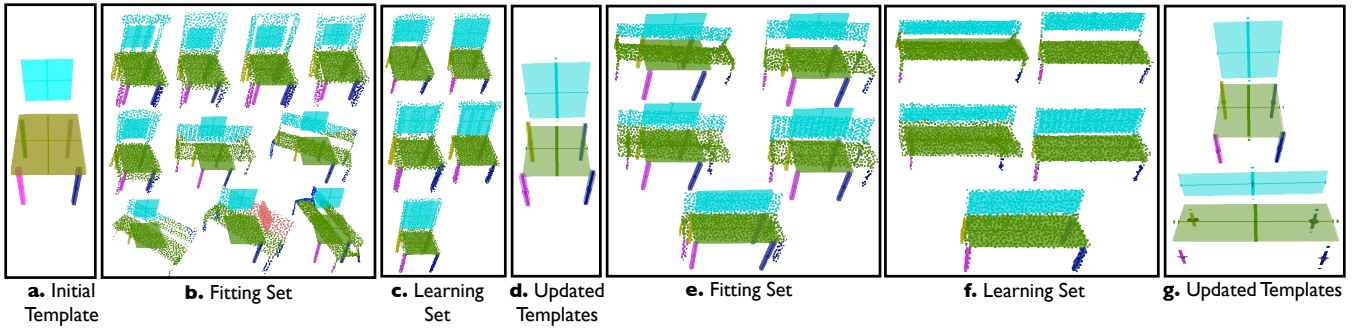 a. Initial
Template
b. Fitting Set
c. Learning
Set
d. Updated
Templates
e. Fitting Set
f. Learning Set
g. Updated Templates